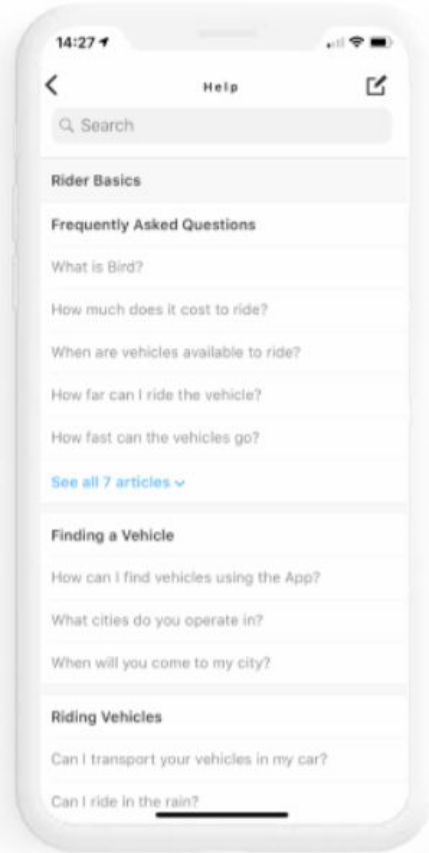 14:27
Help
Search
Rider Basics
Frequently Asked Questions
What is Bird?
How much does it cost to ride?
When are vehicles available to ride?
How far can I ride the vehicle?
How fast can the vehicles go?
See all 7 articles
Finding a Vehicle
How can I find vehicles using the App?
What cities do you operate in?
When will you come to my city?
Riding Vehicles
Can I transport your vehicles in my car?
Can I ride in the rain?